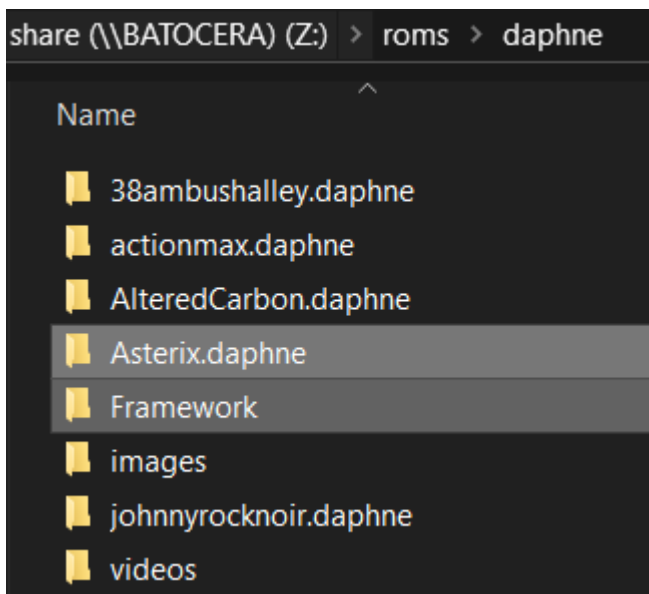 share (\\BATOCERA) (Z:) > roms > daphne
Name
38ambushalley.daphne
actionmax.daphne
AlteredCarbon.daphne
Asterix.daphne
Framework
images
johnnyrocknoir.daphne
videos